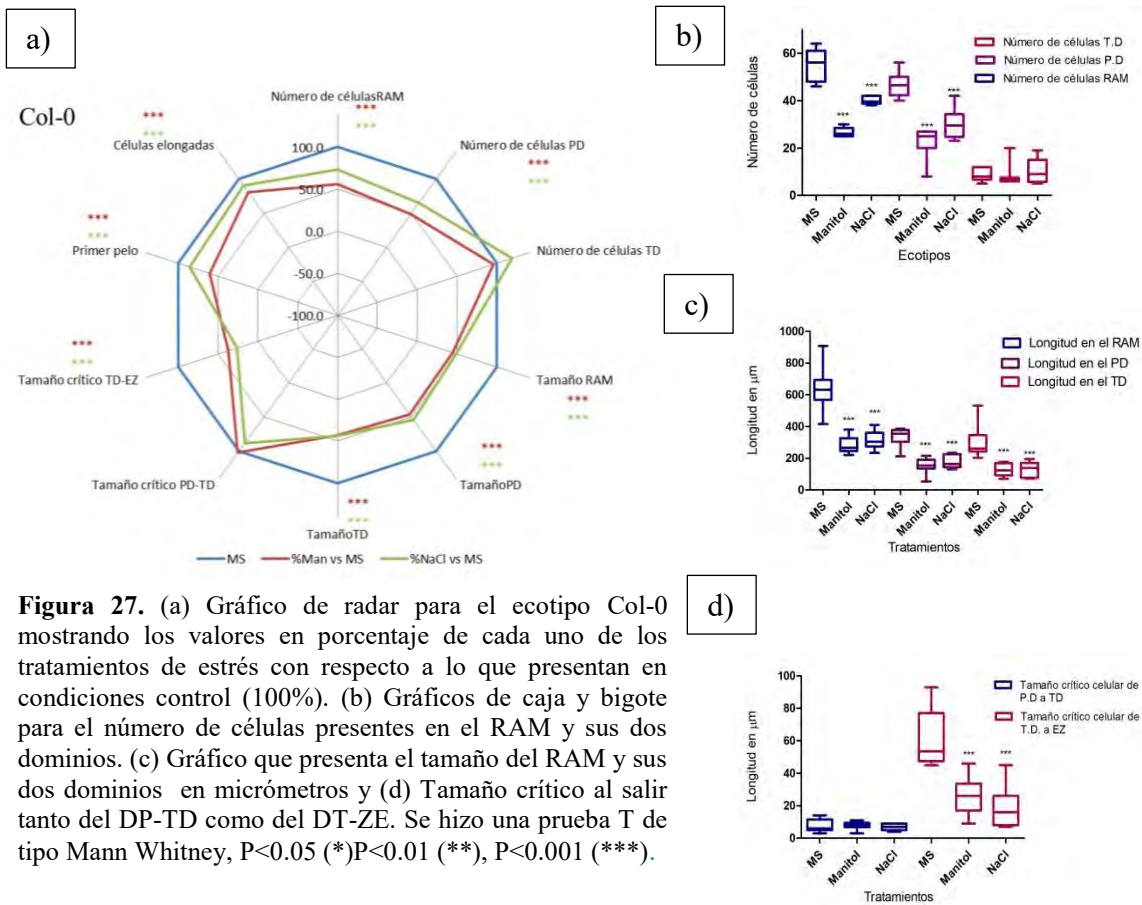 a)
Col-0
***
***
Número de célulasRAM
***
***
Células elongadas
Número de células PD
***
***
100.0
50.0
0.0
-50.0
-100.0
***
***
Primer pelo
Número de células TD
***
***
Tamaño crítico TD-EZ
Tamaño RAM
***
***
Tamaño crítico PD-TD
TamañoPD
***
***
TamañoTD
***
***
MS
%Man vs MS
%NaCl vs MS
b)
Número de células
60
40
20
0
Número de células T.D
Número de células P.D
Número de células RAM
***
***
***
***
MS
Manitol
NaCl
MS
Manitol
NaCl
MS
Manitol
NaCl
Ecotipos
c)
Longitud en µm
1000
800
600
400
200
0
Longitud en el RAM
Longitud en el PD
Longitud en el TD
***
***
***
***
***
***
MS
Manitol
NaCl
MS
Manitol
NaCl
MS
Manitol
NaCl
Tratamientos
Figura 27. (a) Gráfico de radar para el ecotipo Col-0
mostrando los valores en porcentaje de cada uno de los
tratamientos de estrés con respecto a lo que presentan en
condiciones control (100%). (b) Gráficos de caja y bigote
para el número de células presentes en el RAM y sus dos
dominios. (c) Gráfico que presenta el tamaño del RAM y sus
dos dominios en micrómetros y (d) Tamaño crítico al salir
tanto del DP-TD como del DT-ZE. Se hizo una prueba T de
tipo Mann Whitney, P<0.05 (*)P<0.01 (**), P<0.001 (***).
d)
Longitud en µm
100
80
60
40
20
0
Tamaño crítico celular de
P.D a TD
Tamaño crítico celular de
T.D. a EZ
***
***
MS
Manitol
NaCl
MS
Manitol
NaCl
Tratamientos